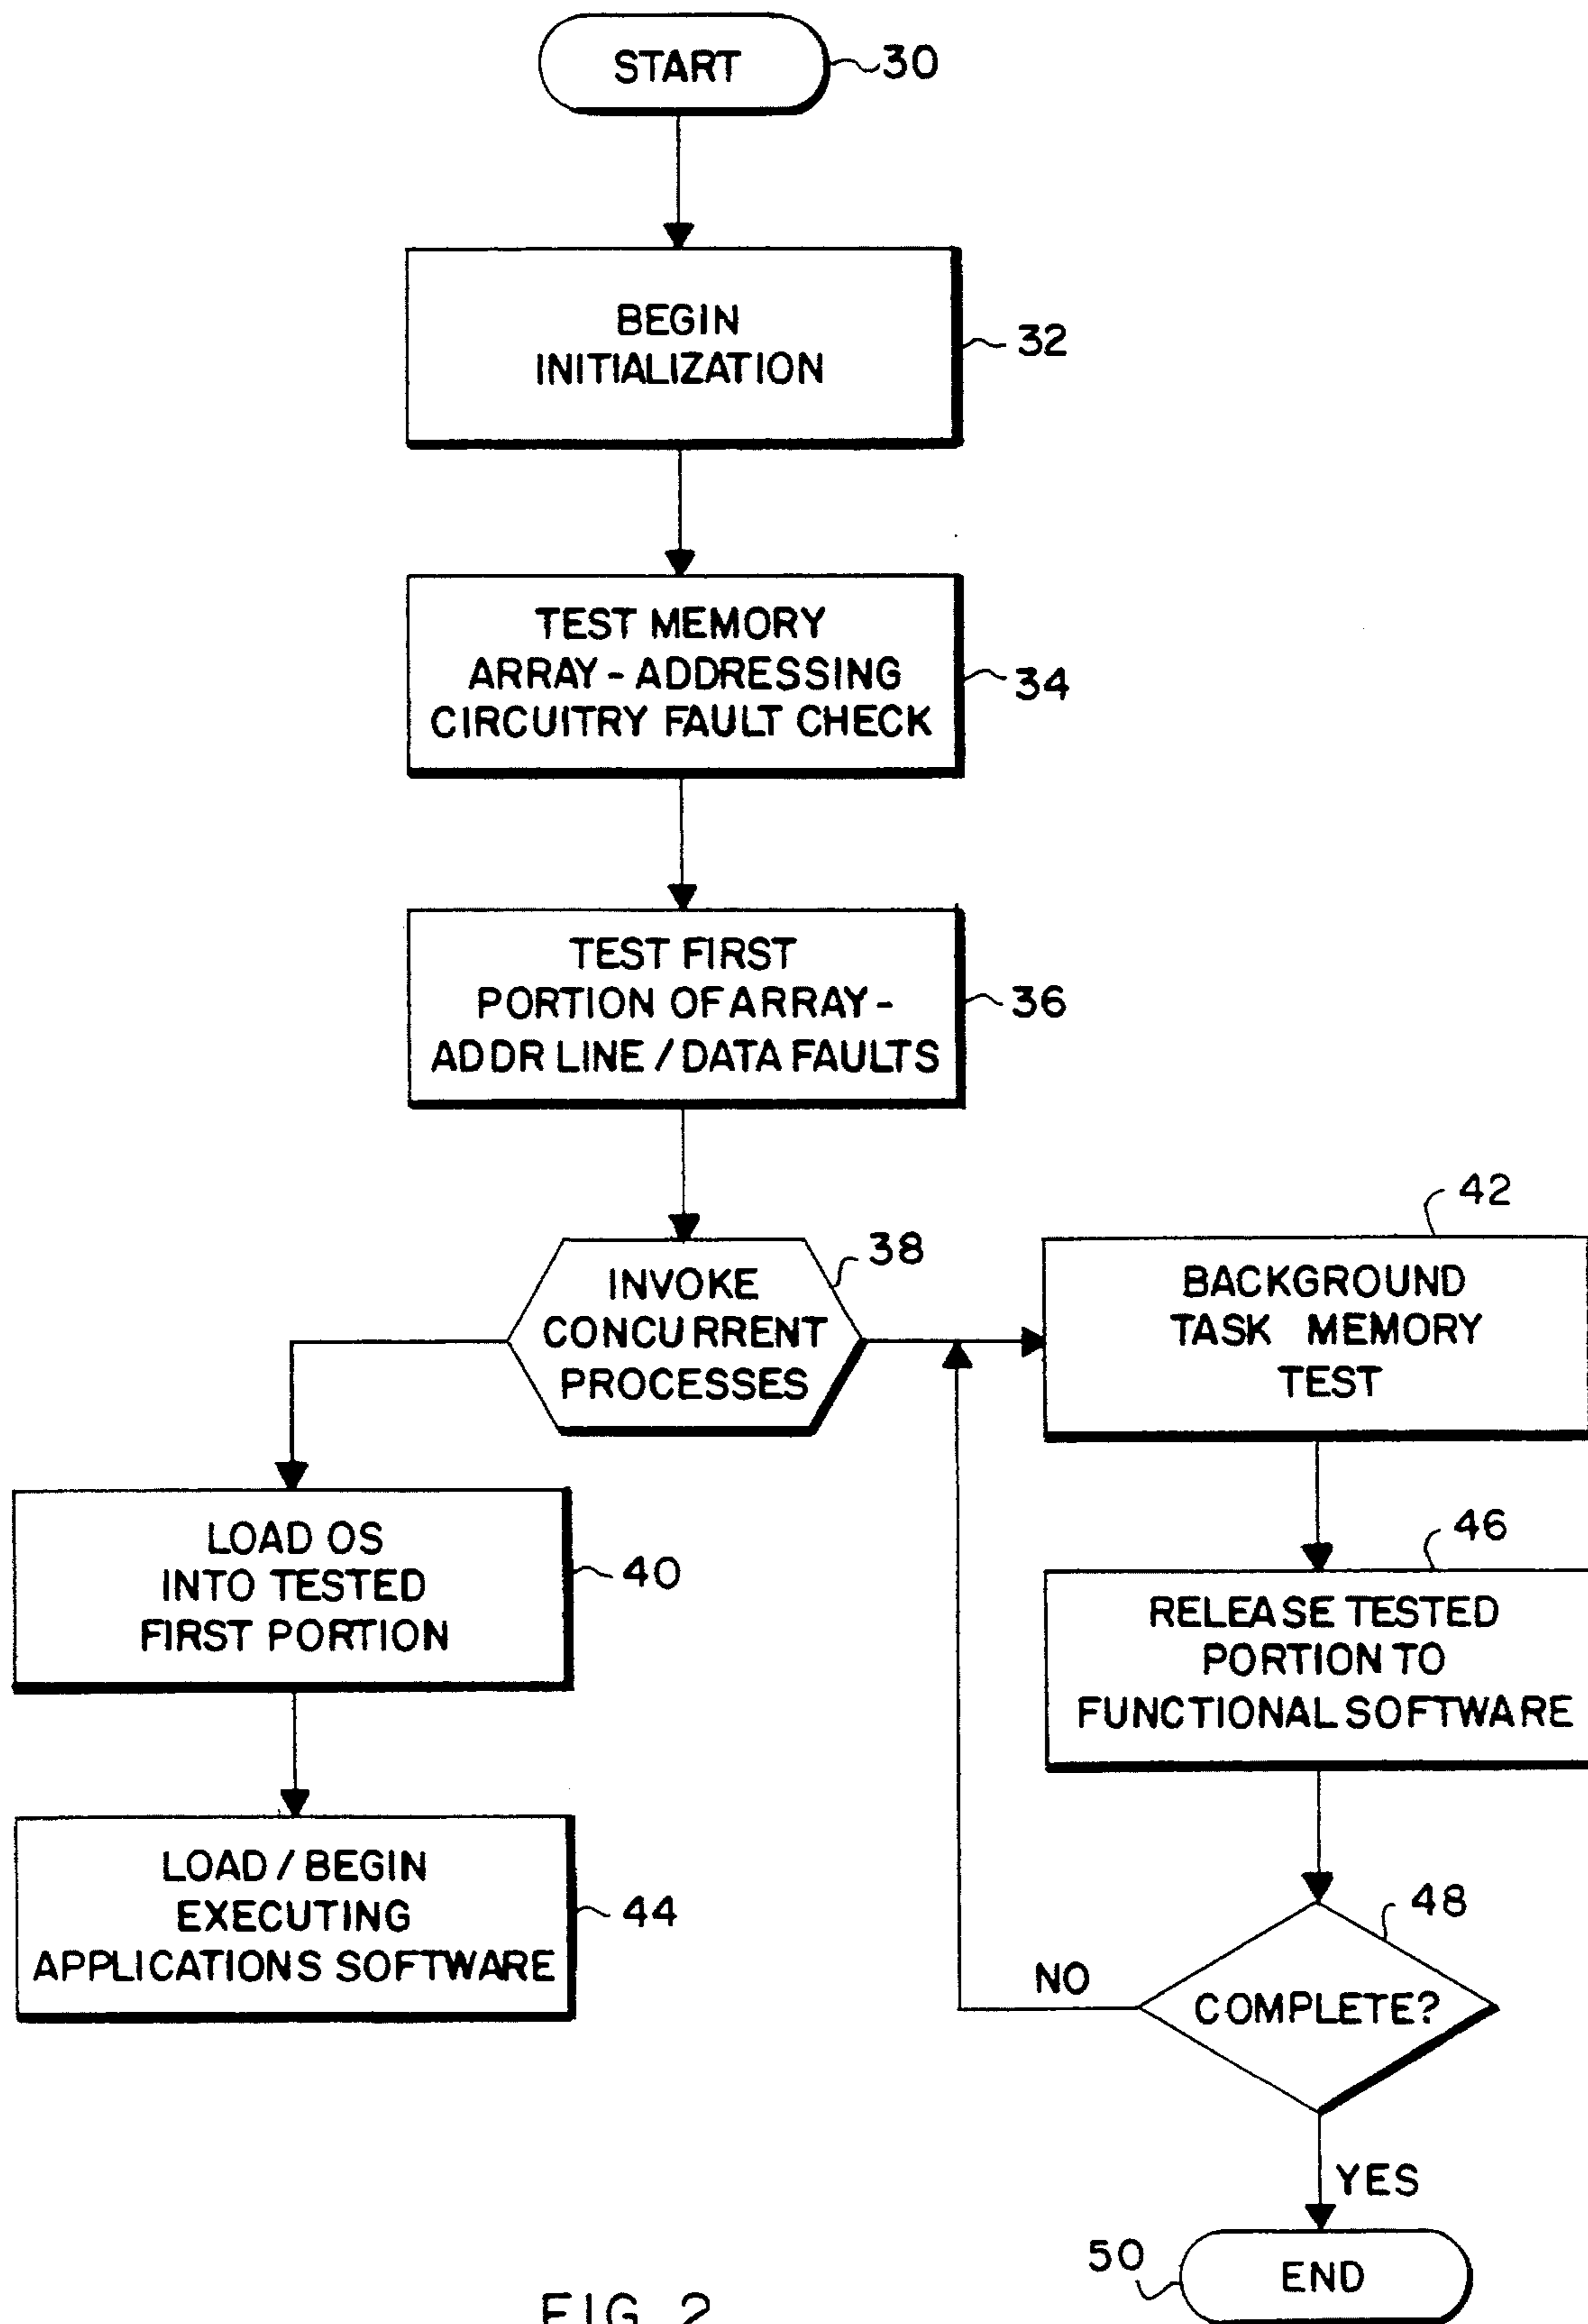 START
30
BEGIN
INITIALIZATION
32
TEST MEMORY
ARRAY - ADDRESSING
CIRCUITRY FAULT CHECK
34
TEST FIRST
PORTION OF ARRAY -
ADDR LINE / DATA FAULTS
36
INVOKE
CONCURRENT
PROCESSES
38
42
BACKGROUND
TASK MEMORY
TEST
LOAD OS
INTO TESTED
FIRST PORTION
40
46
RELEASE TESTED
PORTION TO
FUNCTIONAL SOFTWARE
LOAD / BEGIN
EXECUTING
APPLICATIONS SOFTWARE
44
48
COMPLETE?
NO
YES
50
END
FIG. 2